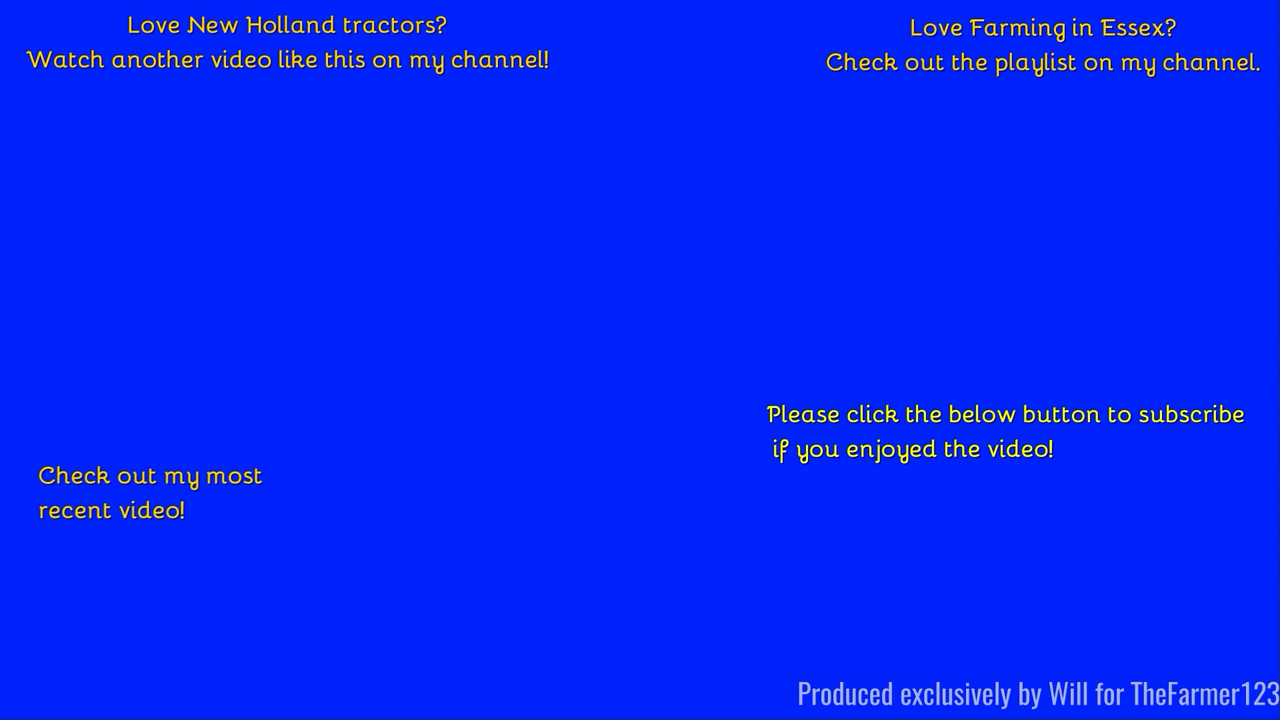 Love New Holland tractors?
Watch another video like this on my channel!
Love Farming in Essex?
Check out the playlist on my channel.
Please click the below button to subscribe
if you enjoyed the video!
Check out my most
recent video!
Produced exclusively by Will for TheFarmer123